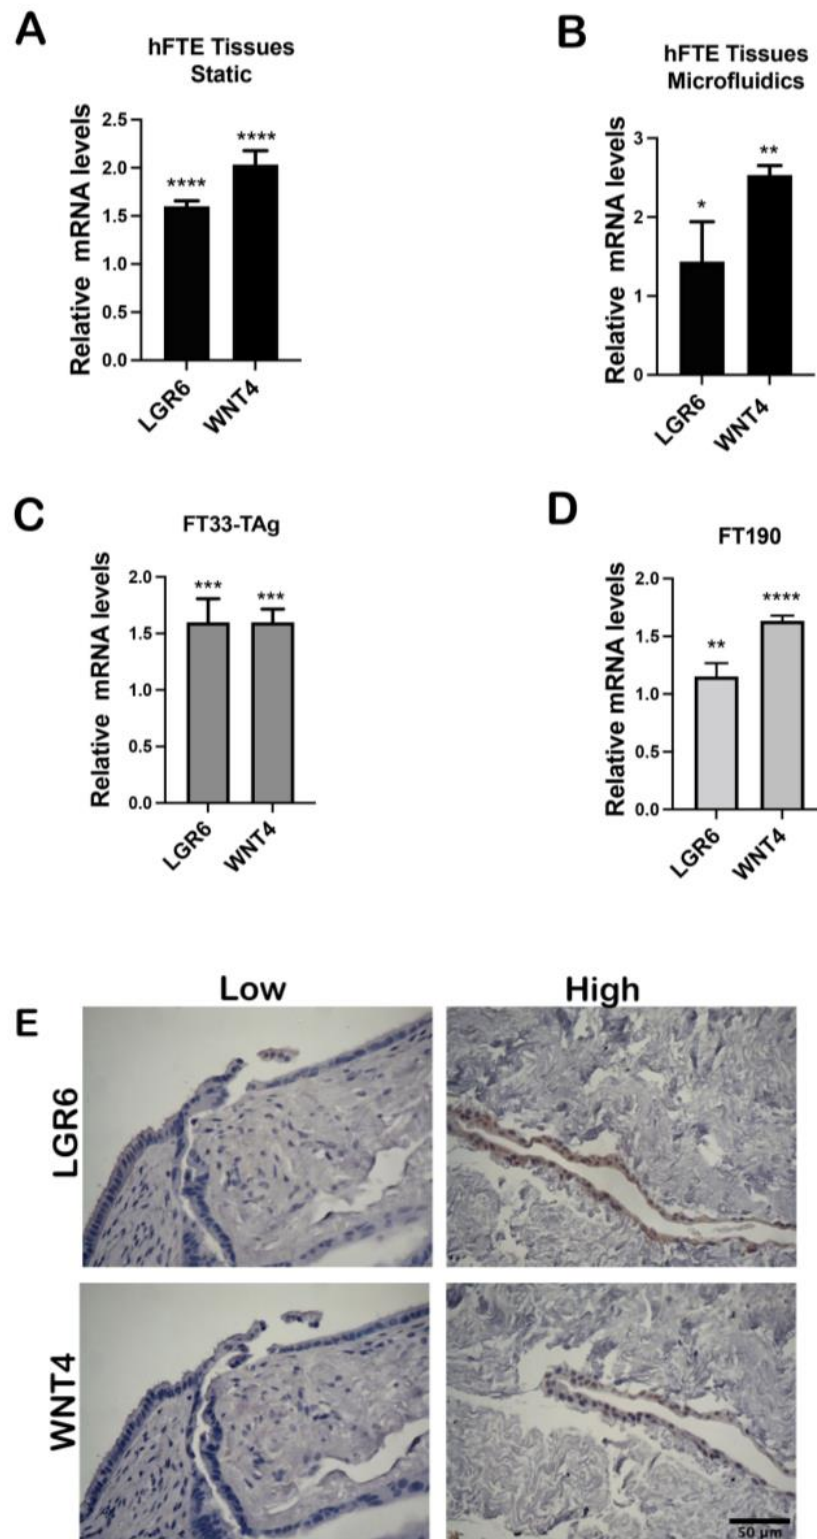 A
hFTE Tissues
Static
Relative mRNA levels
2.5
2.0
1.5
1.0
0.5
0.0
****
****
LGR6
WNT4
B
hFTE Tissues
Microfluidics
Relative mRNA levels
3
2
1
0
*
**
LGR6
WNT4
C
FT33-TAg
Relative mRNA levels
2.0
1.5
1.0
0.5
0.0
***
***
LGR6
WNT4
D
FT190
Relative mRNA levels
2.0
1.5
1.0
0.5
0.0
**
****
LGR6
WNT4
E
Low
High
LGR6
WNT4
50 µm